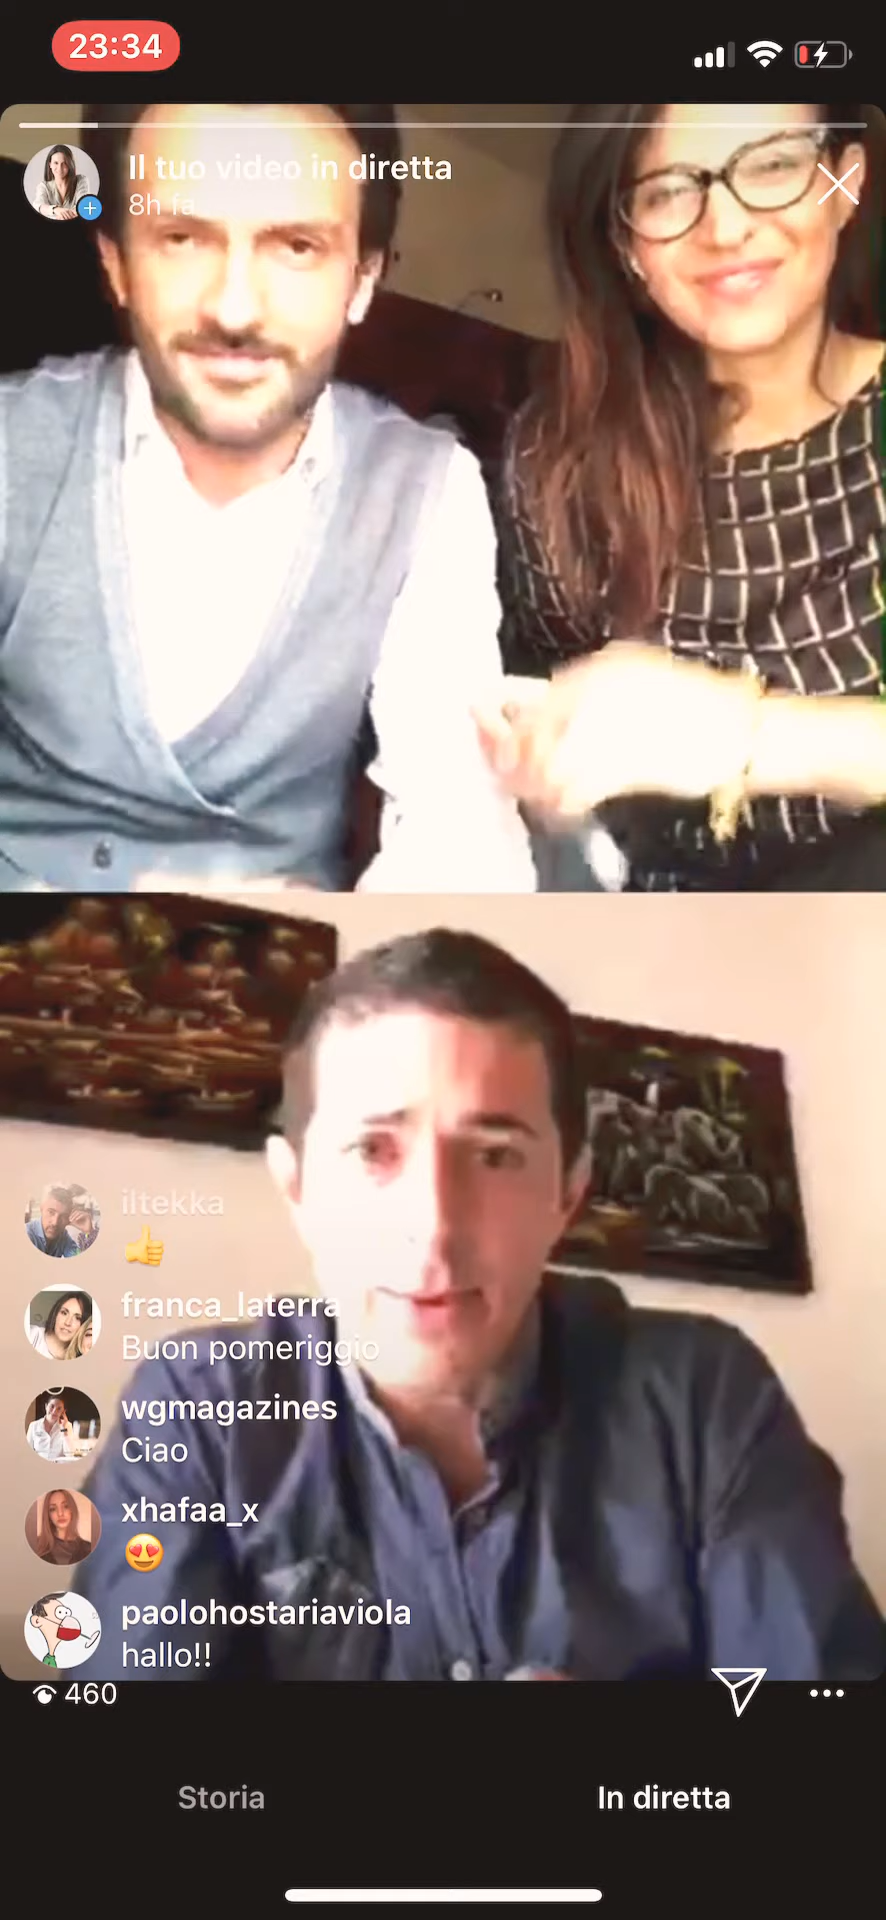 23:34
Il tuo video in diretta
8h fa
iltekka
👍
franca_laterra
Buon pomeriggio
wgmagazines
Ciao
xhafaa_x
😍
paolohostariaviola
hallo!!
460
Storia
In diretta